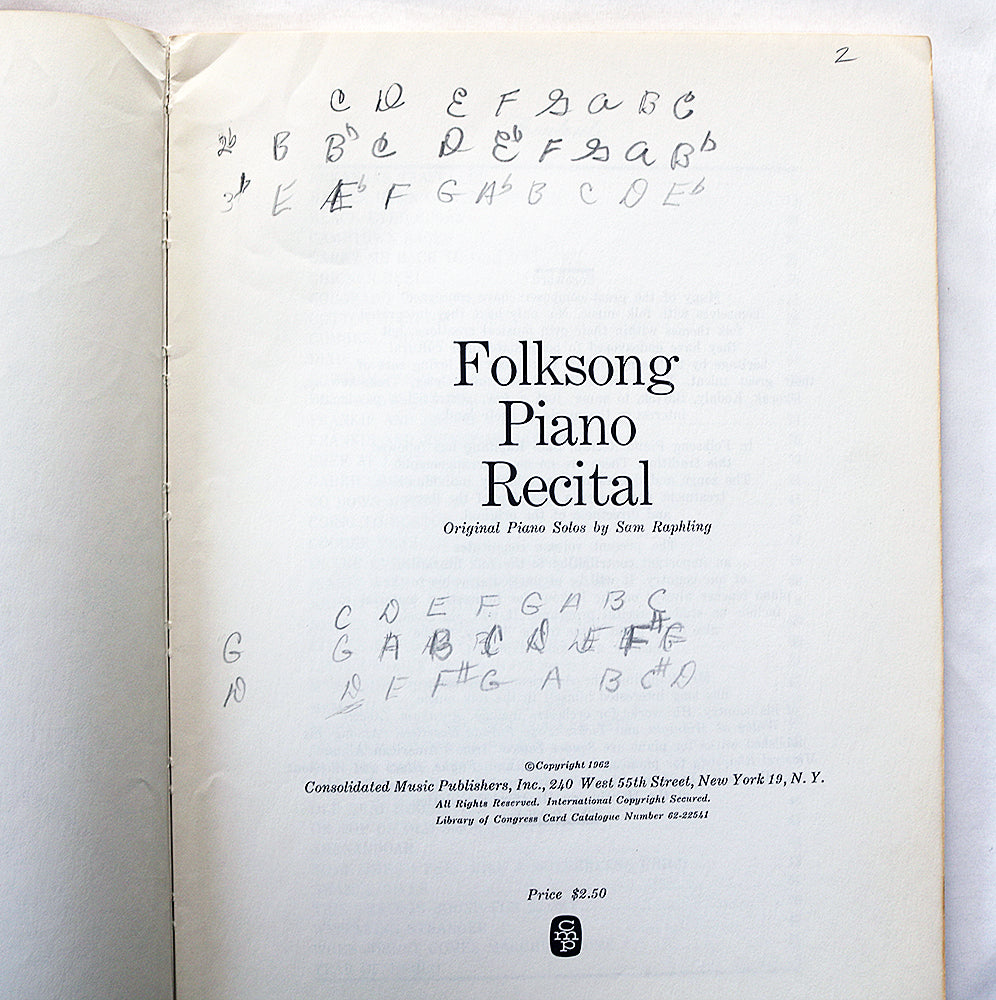 2
C D E F G A B C
2b B B♭ C D E♭ F G A B♭
3♭ E E♭ F G A♭ B C D E♭
Folksong
Piano
Recital
Original Piano Solos by Sam Raphling
C D E F G A B C
G G A B C D E F# G
D D E F# G A B C# D
©Copyright 1962
Consolidated Music Publishers, Inc., 240 West 55th Street, New York 19, N. Y.
All Rights Reserved. International Copyright Secured.
Library of Congress Card Catalogue Number 62-22541
Price $2.50
cmp